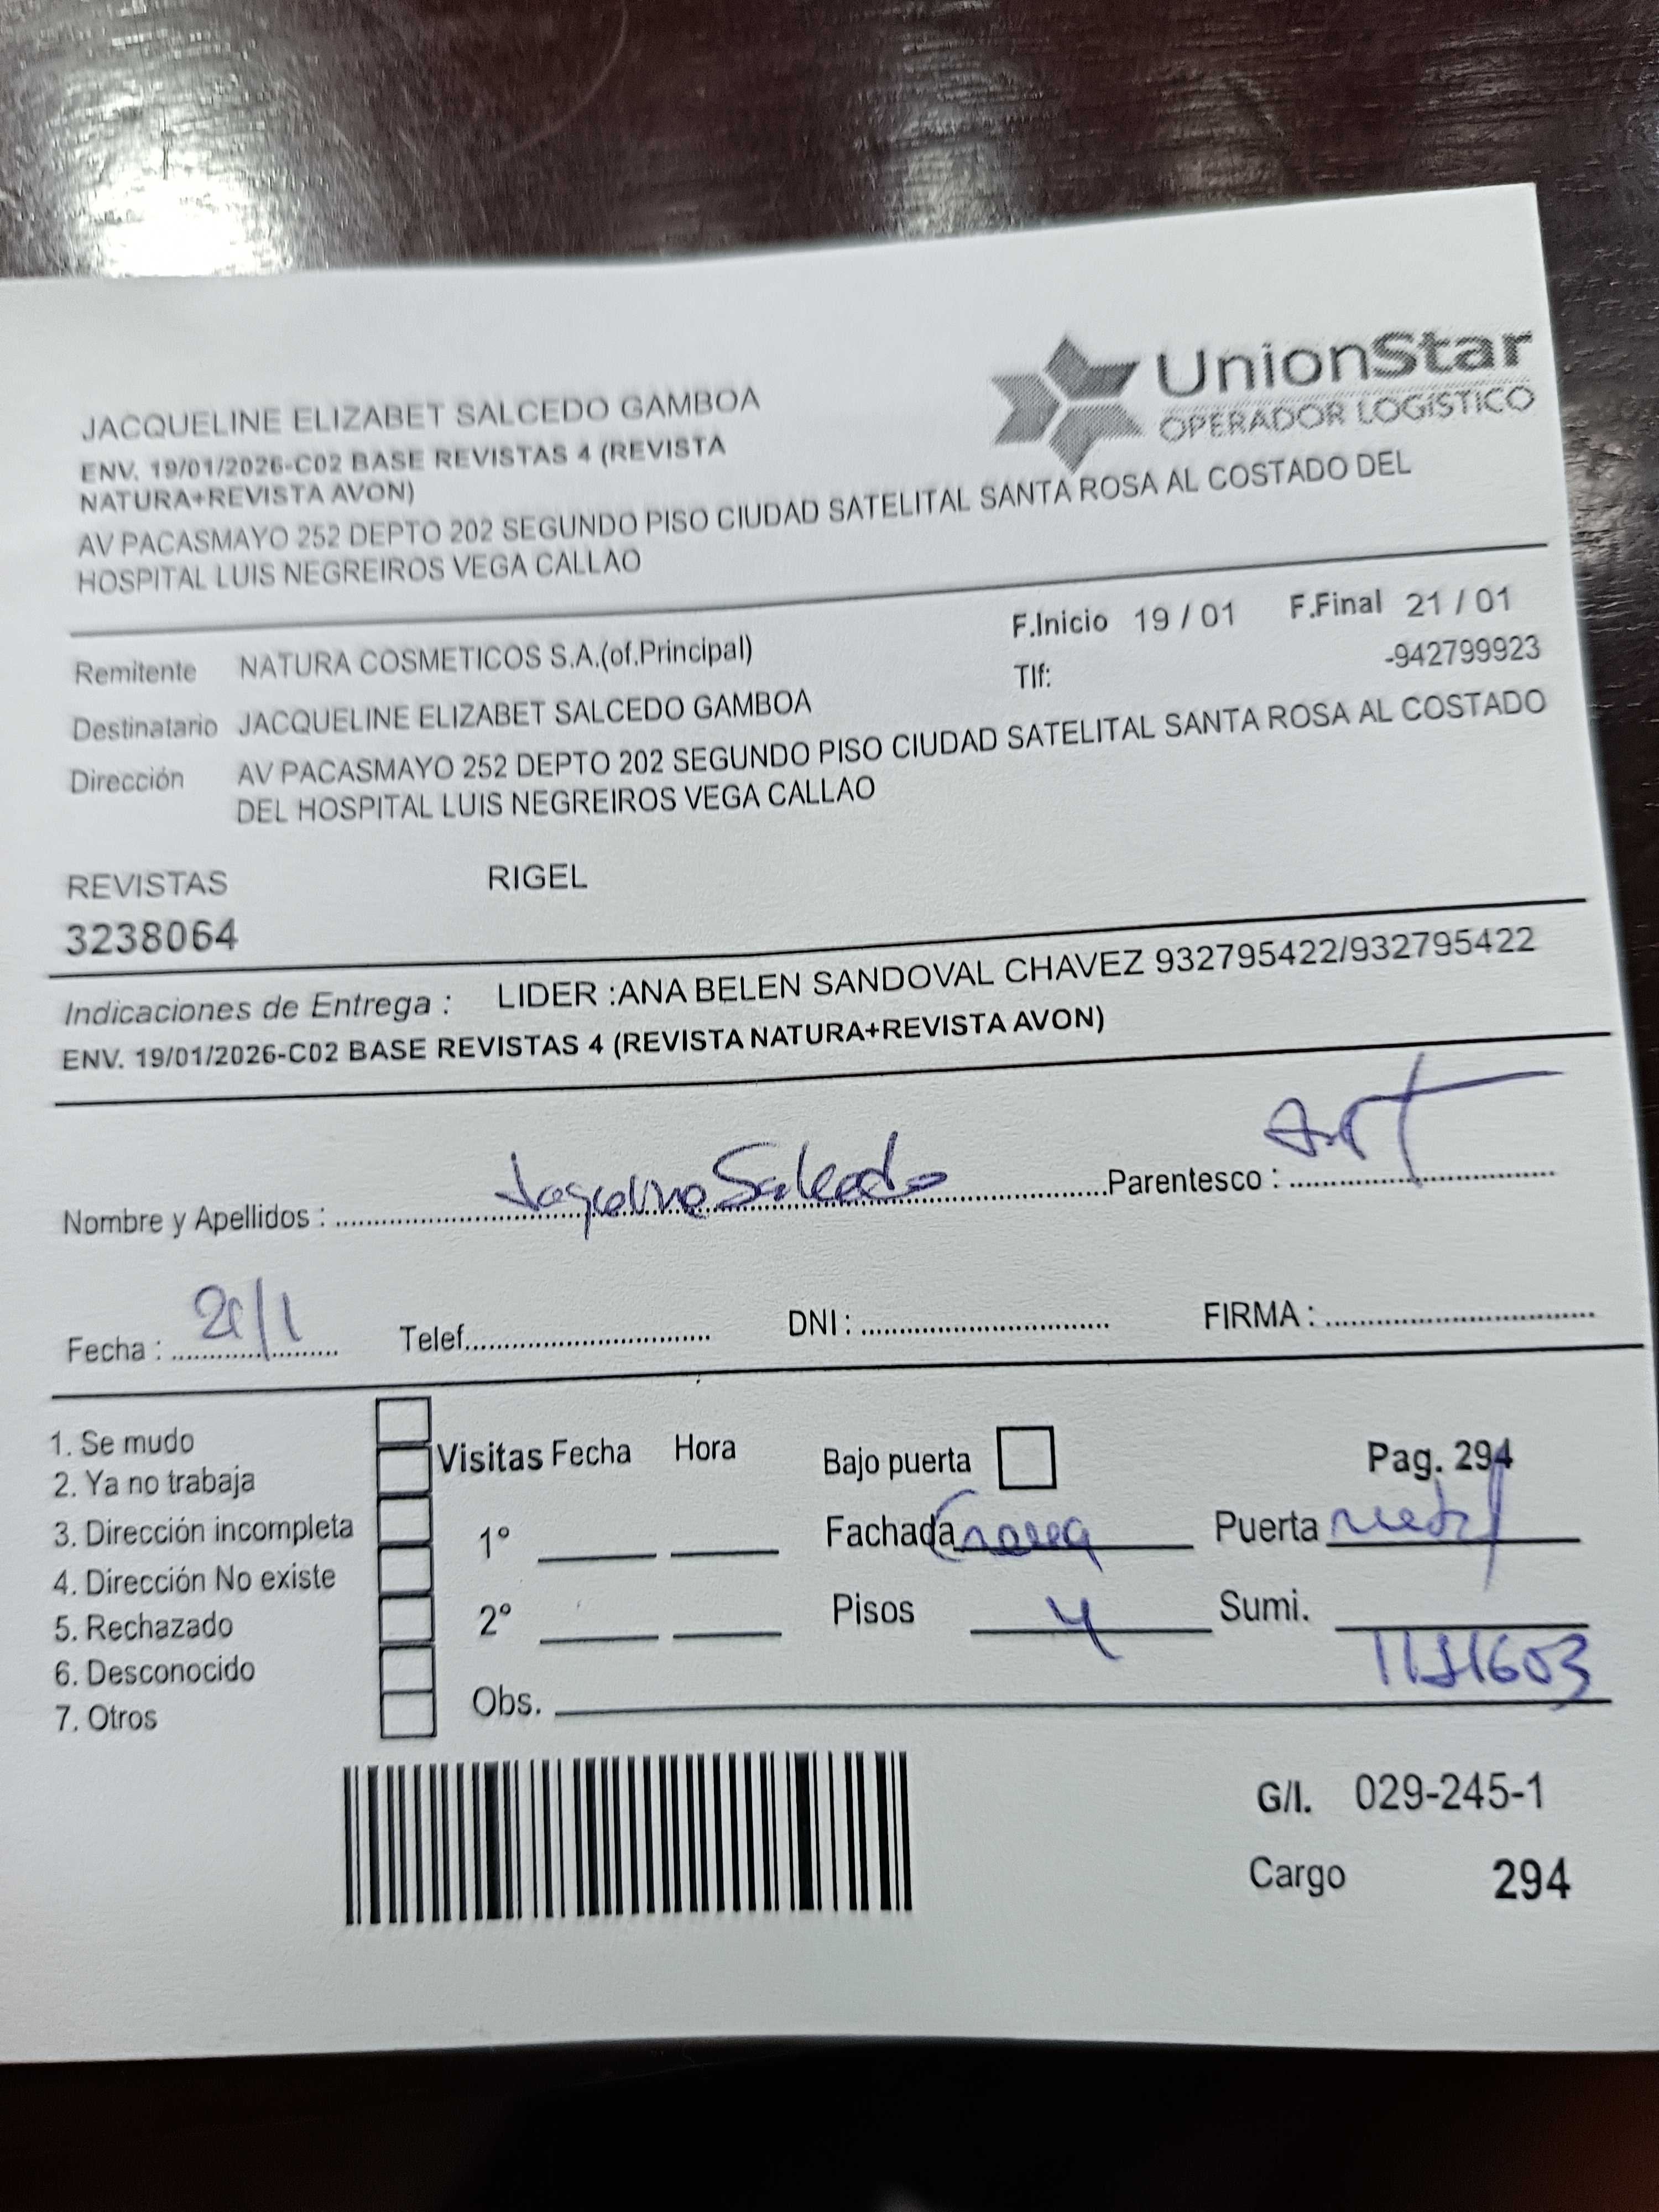 UnionStar
OPERADOR LOGÍSTICO
JACQUELINE ELIZABET SALCEDO GAMBOA
ENV. 19/01/2026-C02 BASE REVISTAS 4 (REVISTA
NATURA+REVISTA AVON)
AV PACASMAYO 252 DEPTO 202 SEGUNDO PISO CIUDAD SATELITAL SANTA ROSA AL COSTADO DEL
HOSPITAL LUIS NEGREIROS VEGA CALLAO
Remitente NATURA COSMETICOS S.A.(of.Principal) F.Inicio 19 / 01 F.Final 21 / 01
Tlf: -942799923
Destinatario JACQUELINE ELIZABET SALCEDO GAMBOA
Dirección AV PACASMAYO 252 DEPTO 202 SEGUNDO PISO CIUDAD SATELITAL SANTA ROSA AL COSTADO
DEL HOSPITAL LUIS NEGREIROS VEGA CALLAO
REVISTAS RIGEL
3238064
Indicaciones de Entrega : LIDER :ANA BELEN SANDOVAL CHAVEZ 932795422/932795422
ENV. 19/01/2026-C02 BASE REVISTAS 4 (REVISTA NATURA+REVISTA AVON)
Nombre y Apellidos : Jaqueline Salcedo Parentesco :
Fecha : 21/1 Telef. DNI : FIRMA :
1. Se mudo
2. Ya no trabaja
3. Dirección incompleta
4. Dirección No existe
5. Rechazado
6. Desconocido
7. Otros
Visitas Fecha Hora
1º
2º
Obs.
Bajo puerta Pag. 294
Fachada Puerta
Pisos 4 Sumi.
G/I. 029-245-1
Cargo 294